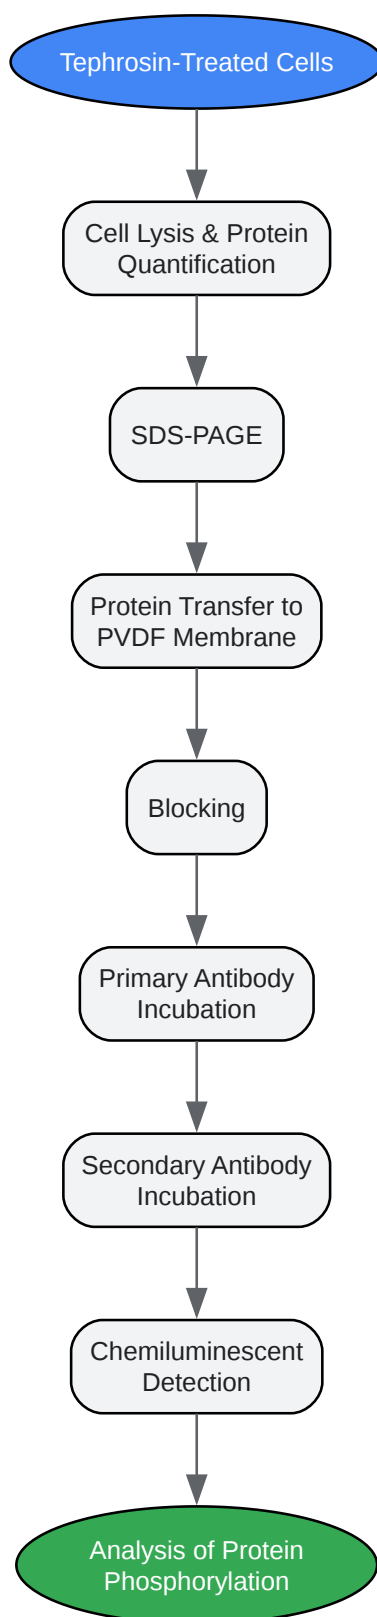 Tephrosin-Treated Cells
Cell Lysis & Protein
Quantification
SDS-PAGE
Protein Transfer to
PVDF Membrane
Blocking
Primary Antibody
Incubation
Secondary Antibody
Incubation
Chemiluminescent
Detection
Analysis of Protein
Phosphorylation